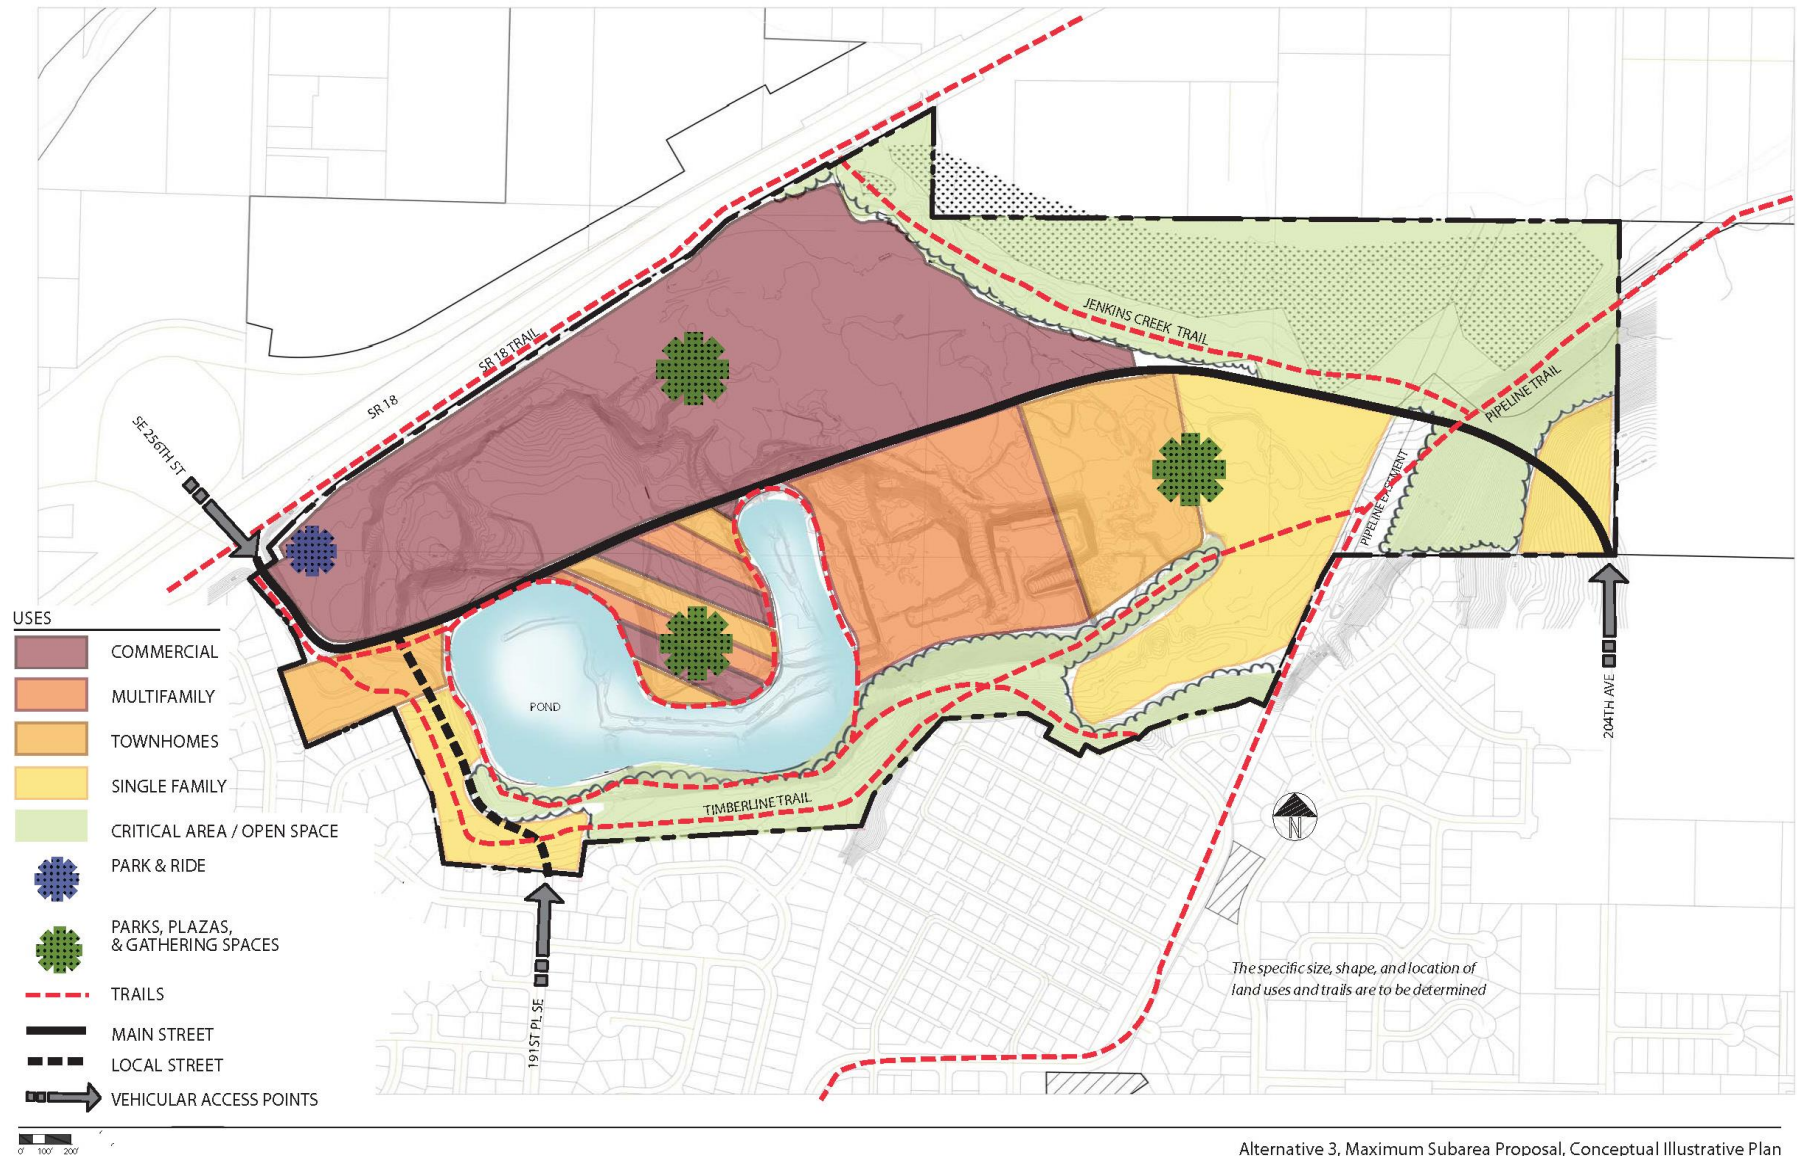 SR 18 TRAIL
SR 18
SE 256TH ST
JENKINS CREEK TRAIL
PIPELINE TRAIL
PIPELINE EASEMENT
POND
TIMBERLINE TRAIL
204TH AVE
191ST PL SE
N
USES
COMMERCIAL
MULTIFAMILY
TOWNHOMES
SINGLE FAMILY
CRITICAL AREA / OPEN SPACE
PARK & RIDE
PARKS, PLAZAS,
& GATHERING SPACES
TRAILS
MAIN STREET
LOCAL STREET
VEHICULAR ACCESS POINTS
The specific size, shape, and location of
land uses and trails are to be determined
0' 100' 200'
Alternative 3, Maximum Subarea Proposal, Conceptual Illustrative Plan